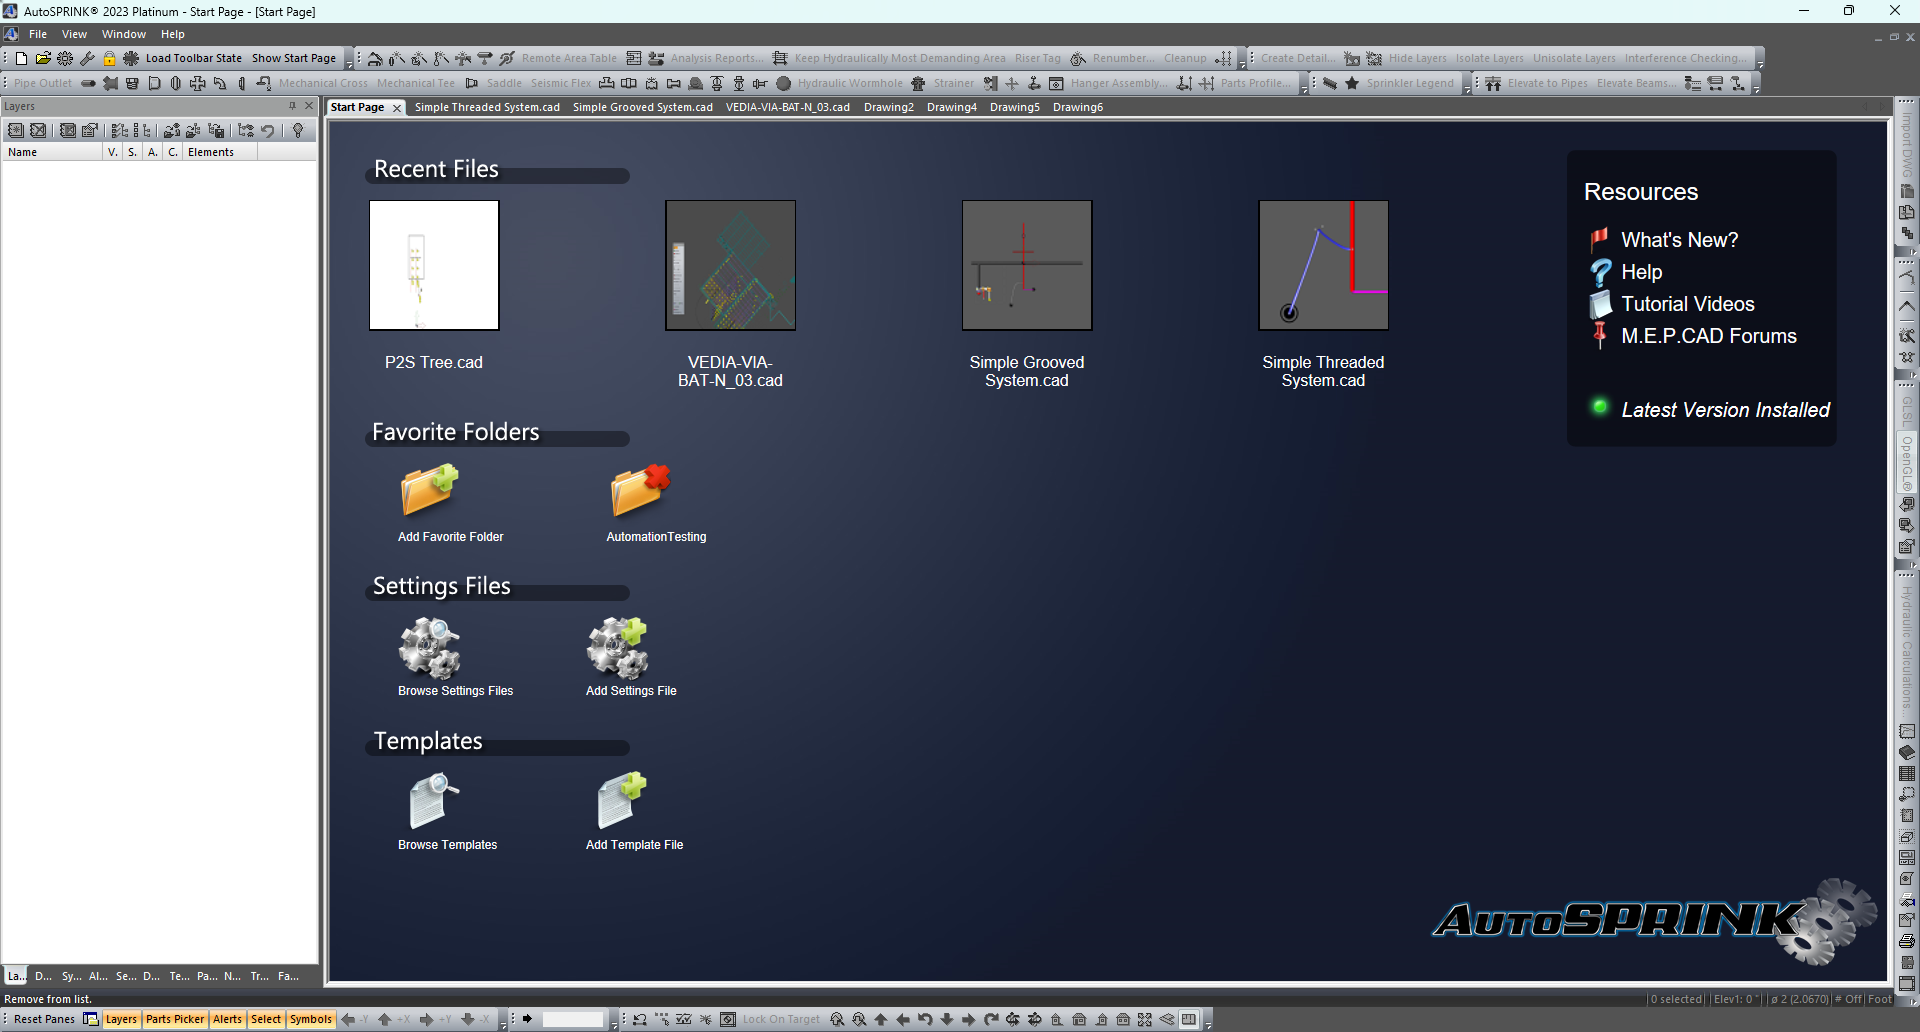 AutoSPRINK® 2023 Platinum - Start Page - [Start Page]
File View Window Help
Load Toolbar State Show Start Page Remote Area Table Analysis Reports... Keep Hydraulically Most Demanding Area Riser Tag Renumber... Cleanup Create Detail... Hide Layers Isolate Layers Unisolate Layers Interference Checking...
Pipe Outlet Mechanical Cross Mechanical Tee Saddle Seismic Flex Hydraulic Wormhole Strainer Hanger Assembly... Parts Profile... Sprinkler Legend Elevate to Pipes Elevate Beams...
Layers
Start Page Simple Threaded System.cad Simple Grooved System.cad VEDIA-VIA-BAT-N_03.cad Drawing2 Drawing4 Drawing5 Drawing6
Name V. S. A. C. Elements
Recent Files
P2S Tree.cad
VEDIA-VIA-
BAT-N_03.cad
Simple Grooved
System.cad
Simple Threaded
System.cad
Favorite Folders
Add Favorite Folder
AutomationTesting
Settings Files
Browse Settings Files
Add Settings File
Templates
Browse Templates
Add Template File
Resources
What's New?
Help
Tutorial Videos
M.E.P.CAD Forums
Latest Version Installed
AutoSPRINK
Import DWG
GLSL
OpenGL®
Hydraulic Calculations...
La... D... Sy... Al... Se... D... Te... Pa... N... Tr... Fa...
Remove from list.
0 selected Elev1: 0 " ø 2 (2.0670) # Off Foot
Reset Panes Layers Parts Picker Alerts Select Symbols -Y +X +Y -X Lock On Target